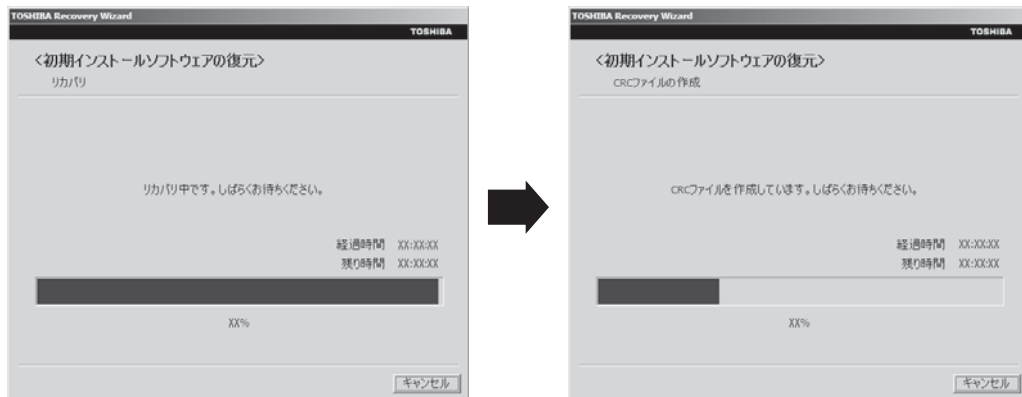 TOSHIBA Recovery Wizard
TOSHIBA
<初期インストールソフトウェアの復元>
リカバリ
リカバリ中です。しばらくお待ちください。
経過時間 XX:XX:XX
残り時間 XX:XX:XX
XX%
キャンセル
TOSHIBA Recovery Wizard
TOSHIBA
<初期インストールソフトウェアの復元>
CRCファイルの作成
CRCファイルを作成しています。しばらくお待ちください。
経過時間 XX:XX:XX
残り時間 XX:XX:XX
XX%
キャンセル